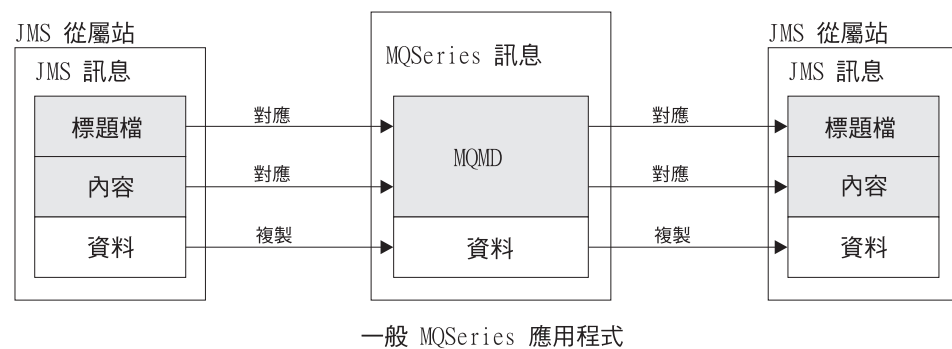 JMS 從屬站
JMS 訊息
標題檔
內容
資料
對應
對應
複製
MQSeries 訊息
MQMD
資料
對應
對應
複製
JMS 從屬站
JMS 訊息
標題檔
內容
資料
一般 MQSeries 應用程式